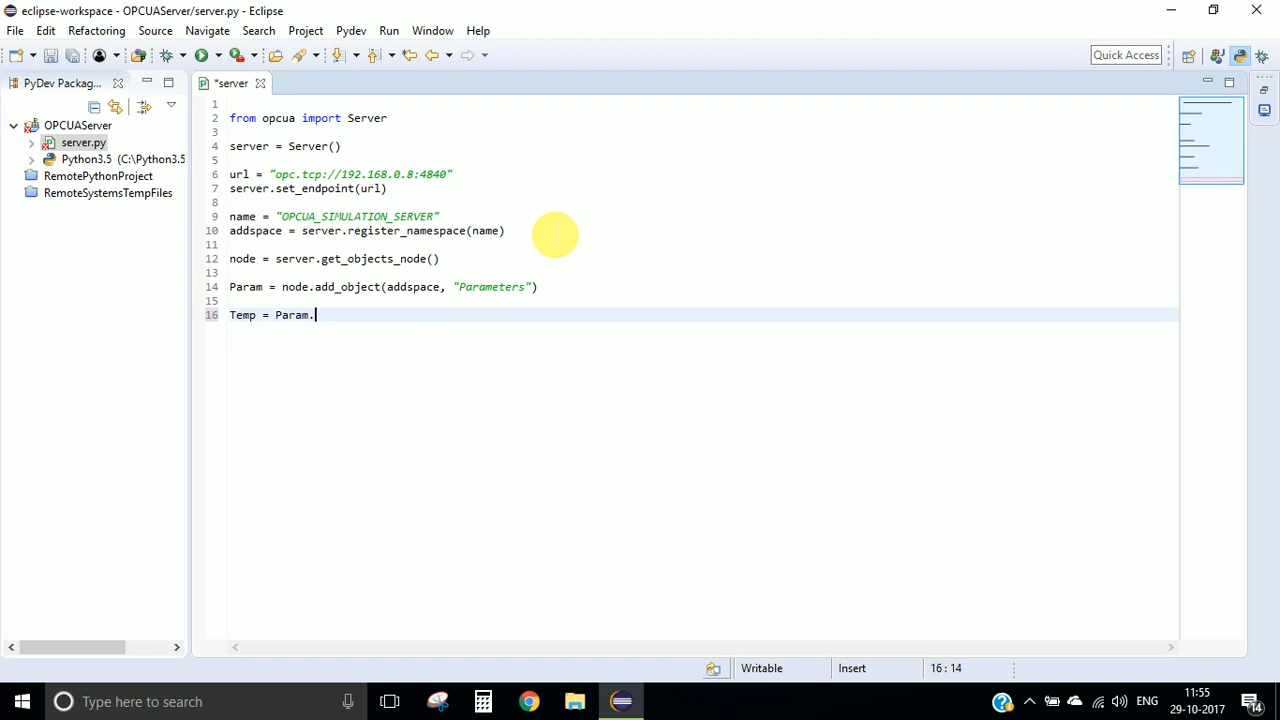 eclipse-workspace - OPCUAServer/server.py - Eclipse
File Edit Refactoring Source Navigate Search Project Pydev Run Window Help
Quick Access
PyDev Packag...
*server
OPCUAServer
server.py
Python3.5 (C:\Python3.5
RemotePythonProject
RemoteSystemsTempFiles
1
2 from opcua import Server
3
4 server = Server()
5
6 url = "opc.tcp://192.168.0.8:4840"
7 server.set_endpoint(url)
8
9 name = "OPCUA_SIMULATION_SERVER"
10 addspace = server.register_namespace(name)
11
12 node = server.get_objects_node()
13
14 Param = node.add_object(addspace, "Parameters")
15
16 Temp = Param.
Writable Insert 16 : 14
Type here to search
ENG
11:55
29-10-2017
14